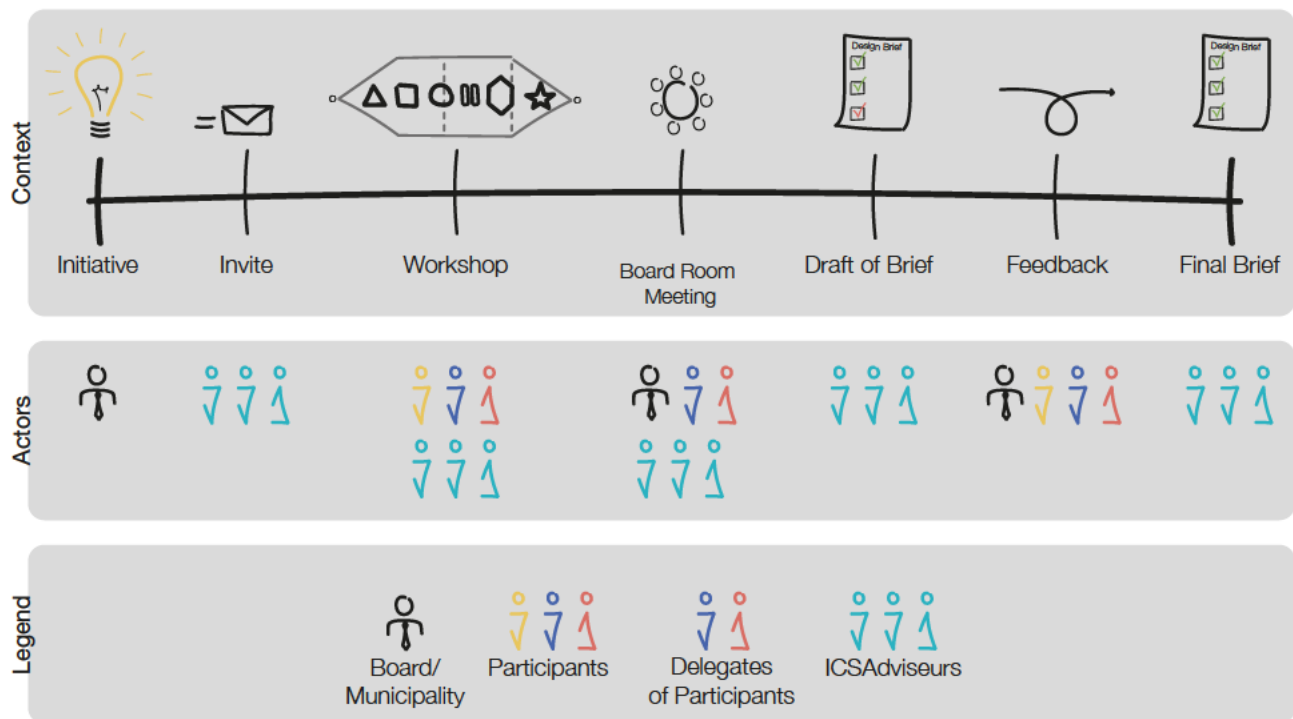 Context
Design Brief
Design Brief
Initiative
Invite
Workshop
Board Room
Meeting
Draft of Brief
Feedback
Final Brief
Actors
Legend
Board/
Municipality
Participants
Delegates
of Participants
ICSAdviseurs